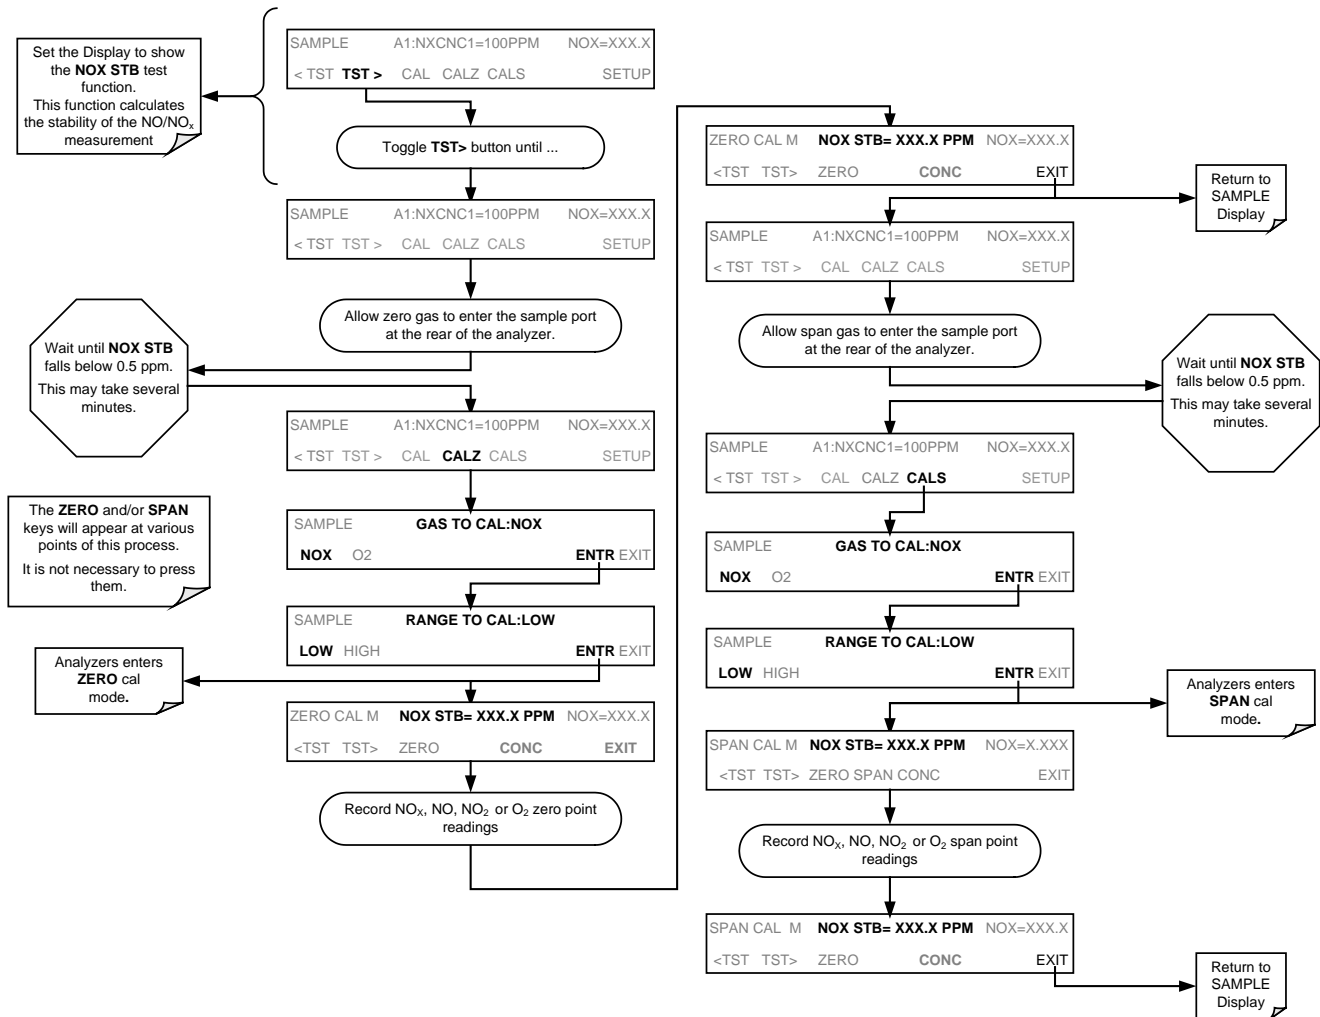 Set the Display to show
the NOX STB test
function.
This function calculates
the stability of the NO/NOx
measurement
SAMPLE A1:NXCNC1=100PPM NOX=XXX.X
< TST TST > CAL CALZ CALS SETUP
Toggle TST> button until ...
SAMPLE A1:NXCNC1=100PPM NOX=XXX.X
< TST TST > CAL CALZ CALS SETUP
Allow zero gas to enter the sample port
at the rear of the analyzer.
Wait until NOX STB
falls below 0.5 ppm.
This may take several
minutes.
SAMPLE A1:NXCNC1=100PPM NOX=XXX.X
< TST TST > CAL CALZ CALS SETUP
The ZERO and/or SPAN
keys will appear at various
points of this process.
It is not necessary to press
them.
SAMPLE GAS TO CAL:NOX
NOX O2 ENTR EXIT
SAMPLE RANGE TO CAL:LOW
LOW HIGH ENTR EXIT
Analyzers enters
ZERO cal
mode.
ZERO CAL M NOX STB= XXX.X PPM NOX=XXX.X
<TST TST> ZERO CONC EXIT
Record NOX, NO, NO2 or O2 zero point
readings
ZERO CAL M NOX STB= XXX.X PPM NOX=XXX.X
<TST TST> ZERO CONC EXIT
Return to
SAMPLE
Display
SAMPLE A1:NXCNC1=100PPM NOX=XXX.X
< TST TST > CAL CALZ CALS SETUP
Allow span gas to enter the sample port
at the rear of the analyzer.
Wait until NOX STB
falls below 0.5 ppm.
This may take several
minutes.
SAMPLE A1:NXCNC1=100PPM NOX=XXX.X
< TST TST > CAL CALZ CALS SETUP
SAMPLE GAS TO CAL:NOX
NOX O2 ENTR EXIT
SAMPLE RANGE TO CAL:LOW
LOW HIGH ENTR EXIT
Analyzers enters
SPAN cal
mode.
SPAN CAL M NOX STB= XXX.X PPM NOX=X.XXX
<TST TST> ZERO SPAN CONC EXIT
Record NOX, NO, NO2 or O2 span point
readings
SPAN CAL M NOX STB= XXX.X PPM NOX=XXX.X
<TST TST> ZERO CONC EXIT
Return to
SAMPLE
Display